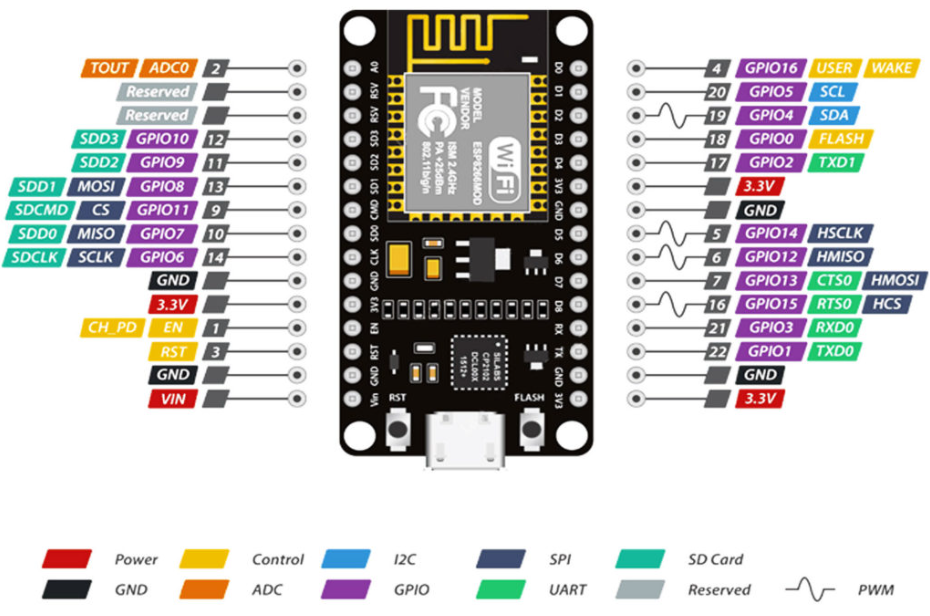 TOUT ADC0 2
Reserved
Reserved
SDD3 GPIO10 12
SDD2 GPIO9 11
SDD1 MOSI GPIO8 13
SDCMD CS GPIO11 9
SDD0 MISO GPIO7 10
SDCLK SCLK GPIO6 14
GND
3.3V
CH_PD EN 1
RST 3
GND
VIN
A0
RSV
RSV
SD3
SD2
SD1
CMD
SD0
CLK
GND
3V3
EN
RST
GND
Vin
MODEL
VENDOR
ESP8266MOD
FCC
WiFi
ISM 2.4GHz
PA +25dBm
802.11b/g/n
SILABS
CP2102
DCL00X
1512+
RST
FLASH
D0
D1
D2
D3
D4
3V3
GND
D5
D6
D7
D8
RX
TX
GND
3V3
4 GPIO16 USER WAKE
20 GPIO5 SCL
19 GPIO4 SDA
18 GPIO0 FLASH
17 GPIO2 TXD1
3.3V
GND
5 GPIO14 HSCLK
6 GPIO12 HMISO
7 GPIO13 CTS0 HMOSI
16 GPIO15 RTS0 HCS
21 GPIO3 RXD0
22 GPIO1 TXD0
GND
3.3V
Power Control I2C SPI SD Card
GND ADC GPIO UART Reserved PWM